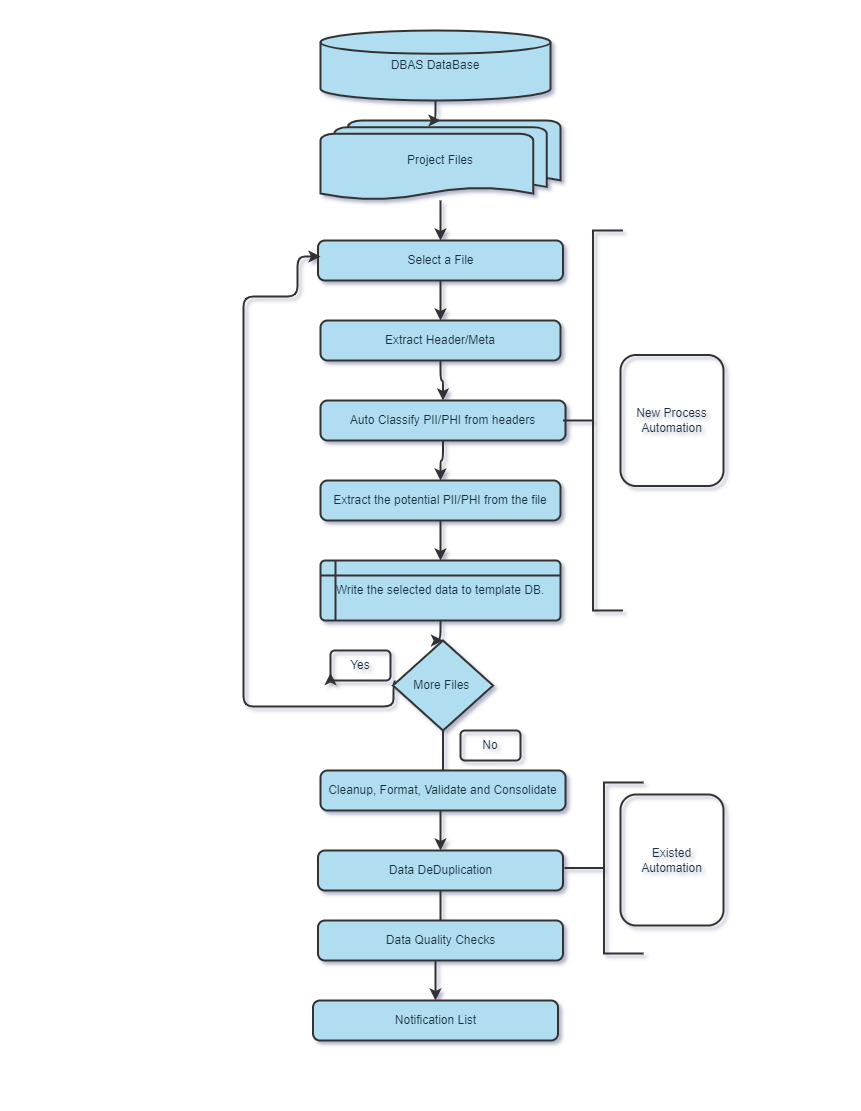 DBAS DataBase
Project Files
Select a File
Extract Header/Meta
Auto Classify PII/PHI from headers
New Process
Automation
Extract the potential PII/PHI from the file
Write the selected data to template DB.
Yes
More Files
No
Cleanup, Format, Validate and Consolidate
Existed
Automation
Data DeDuplication
Data Quality Checks
Notification List